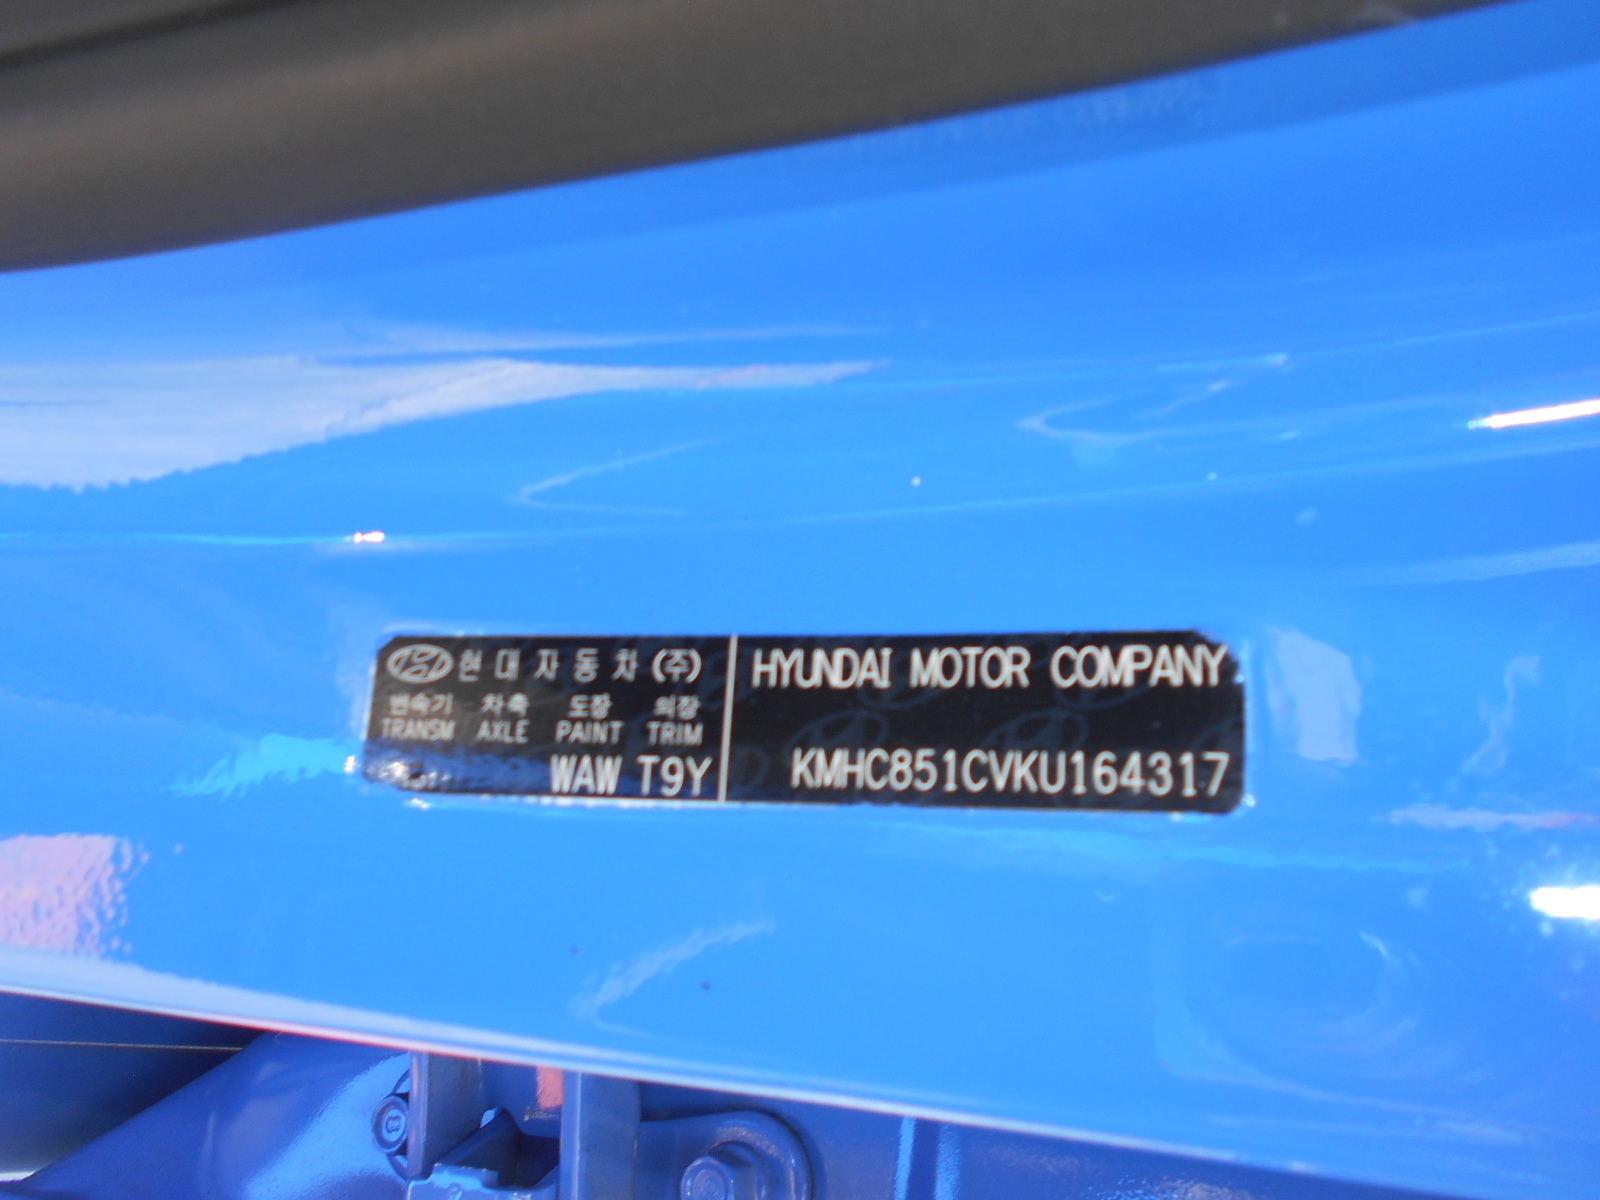 현대자동차(주)
변속기 차축 도장 의장
TRANSM AXLE PAINT TRIM
WAW T9Y
HYUNDAI MOTOR COMPANY
KMHC851CVKU164317